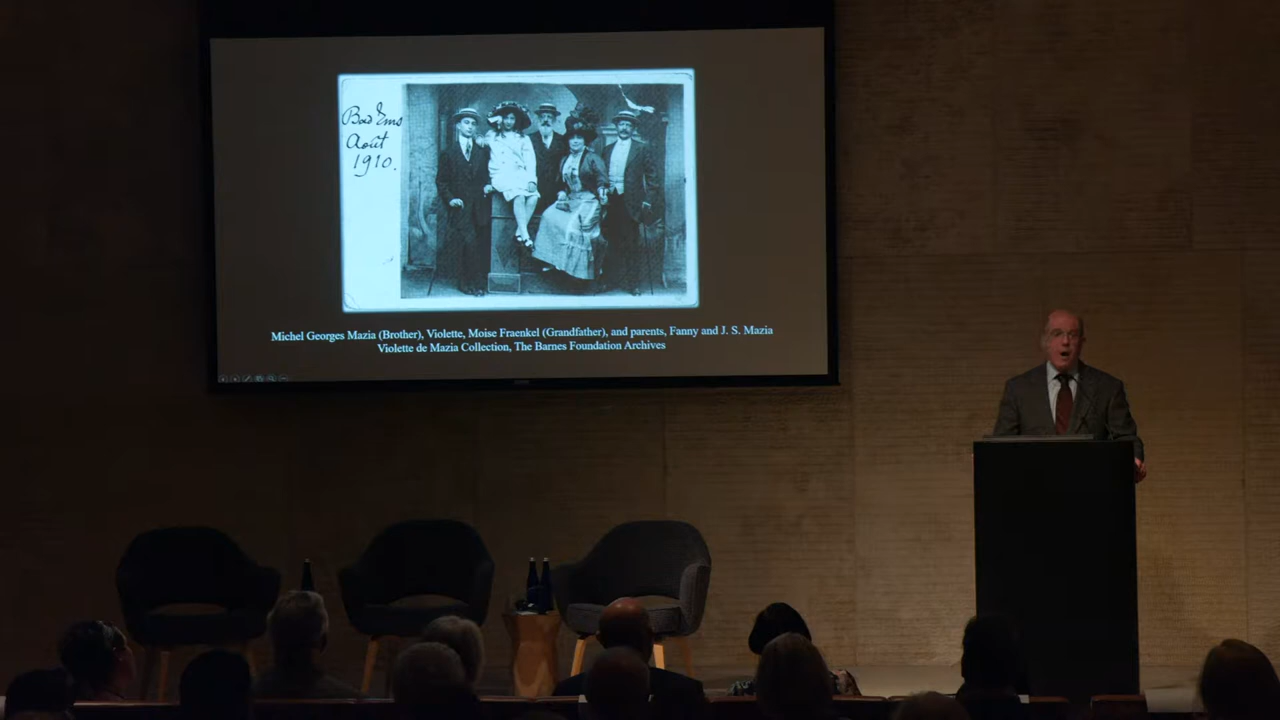 Bad Ems
Août
1910.
Michel Georges Mazia (Brother), Violette, Moise Fraenkel (Grandfather), and parents, Fanny and J. S. Mazia
Violette de Mazia Collection, The Barnes Foundation Archives